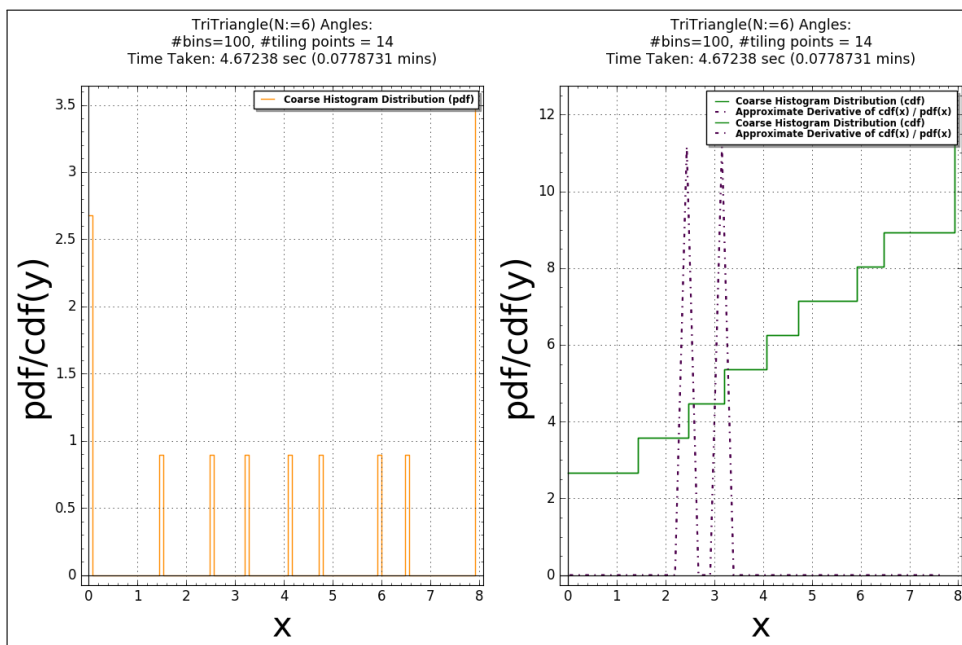 TriTriangle(N:=6) Angles:
#bins=100, #tiling points = 14
Time Taken: 4.67238 sec (0.0778731 mins)
Coarse Histogram Distribution (pdf)
3.5
3
2.5
2
1.5
1
0.5
0
pdf/cdf(y)
0 1 2 3 4 5 6 7 8
x
TriTriangle(N:=6) Angles:
#bins=100, #tiling points = 14
Time Taken: 4.67238 sec (0.0778731 mins)
Coarse Histogram Distribution (cdf)
Approximate Derivative of cdf(x) / pdf(x)
Coarse Histogram Distribution (cdf)
Approximate Derivative of cdf(x) / pdf(x)
12
10
8
6
4
2
0
pdf/cdf(y)
0 1 2 3 4 5 6 7 8
x